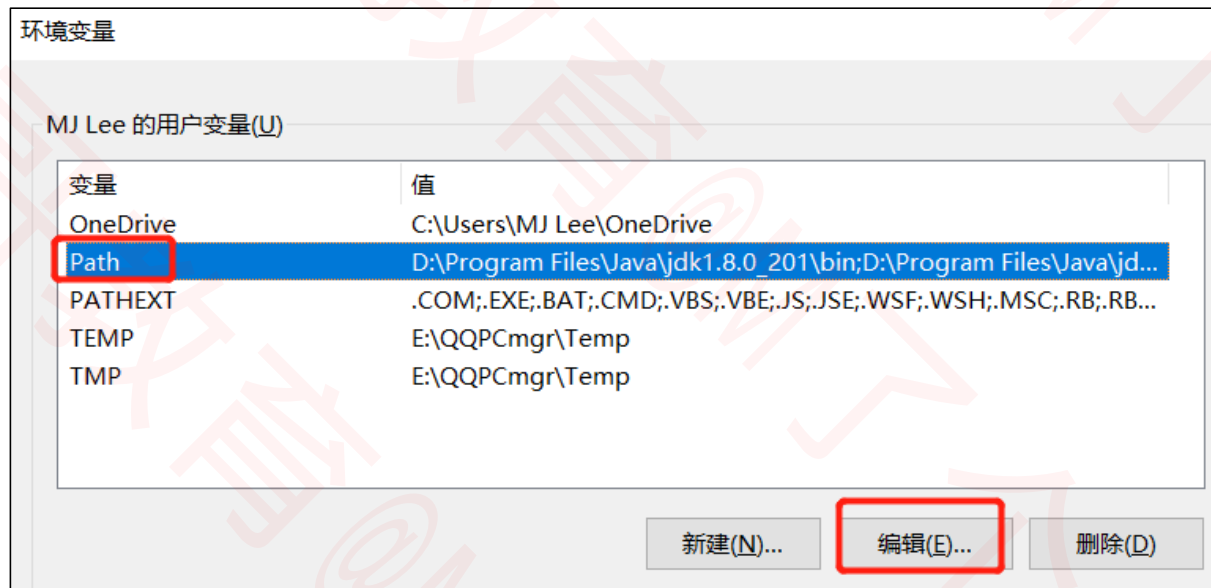 环境变量
MJ Lee 的用户变量(U)
变量 值
OneDrive C:\Users\MJ Lee\OneDrive
Path D:\Program Files\Java\jdk1.8.0_201\bin;D:\Program Files\Java\jd...
PATHEXT .COM;.EXE;.BAT;.CMD;.VBS;.VBE;.JS;.JSE;.WSF;.WSH;.MSC;.RB;.RB...
TEMP E:\QQPCmgr\Temp
TMP E:\QQPCmgr\Temp
新建(N)... 编辑(E)... 删除(D)